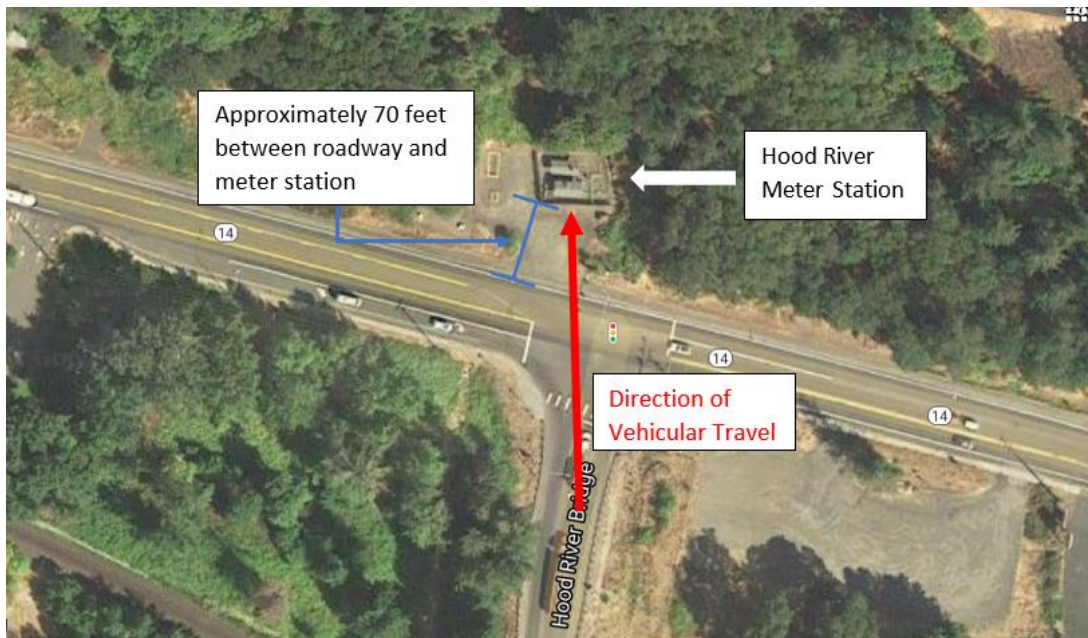 Approximately 70 feet
between roadway and
meter station
Hood River
Meter Station
14
14
14
Direction of
Vehicular Travel
Hood River Bridge